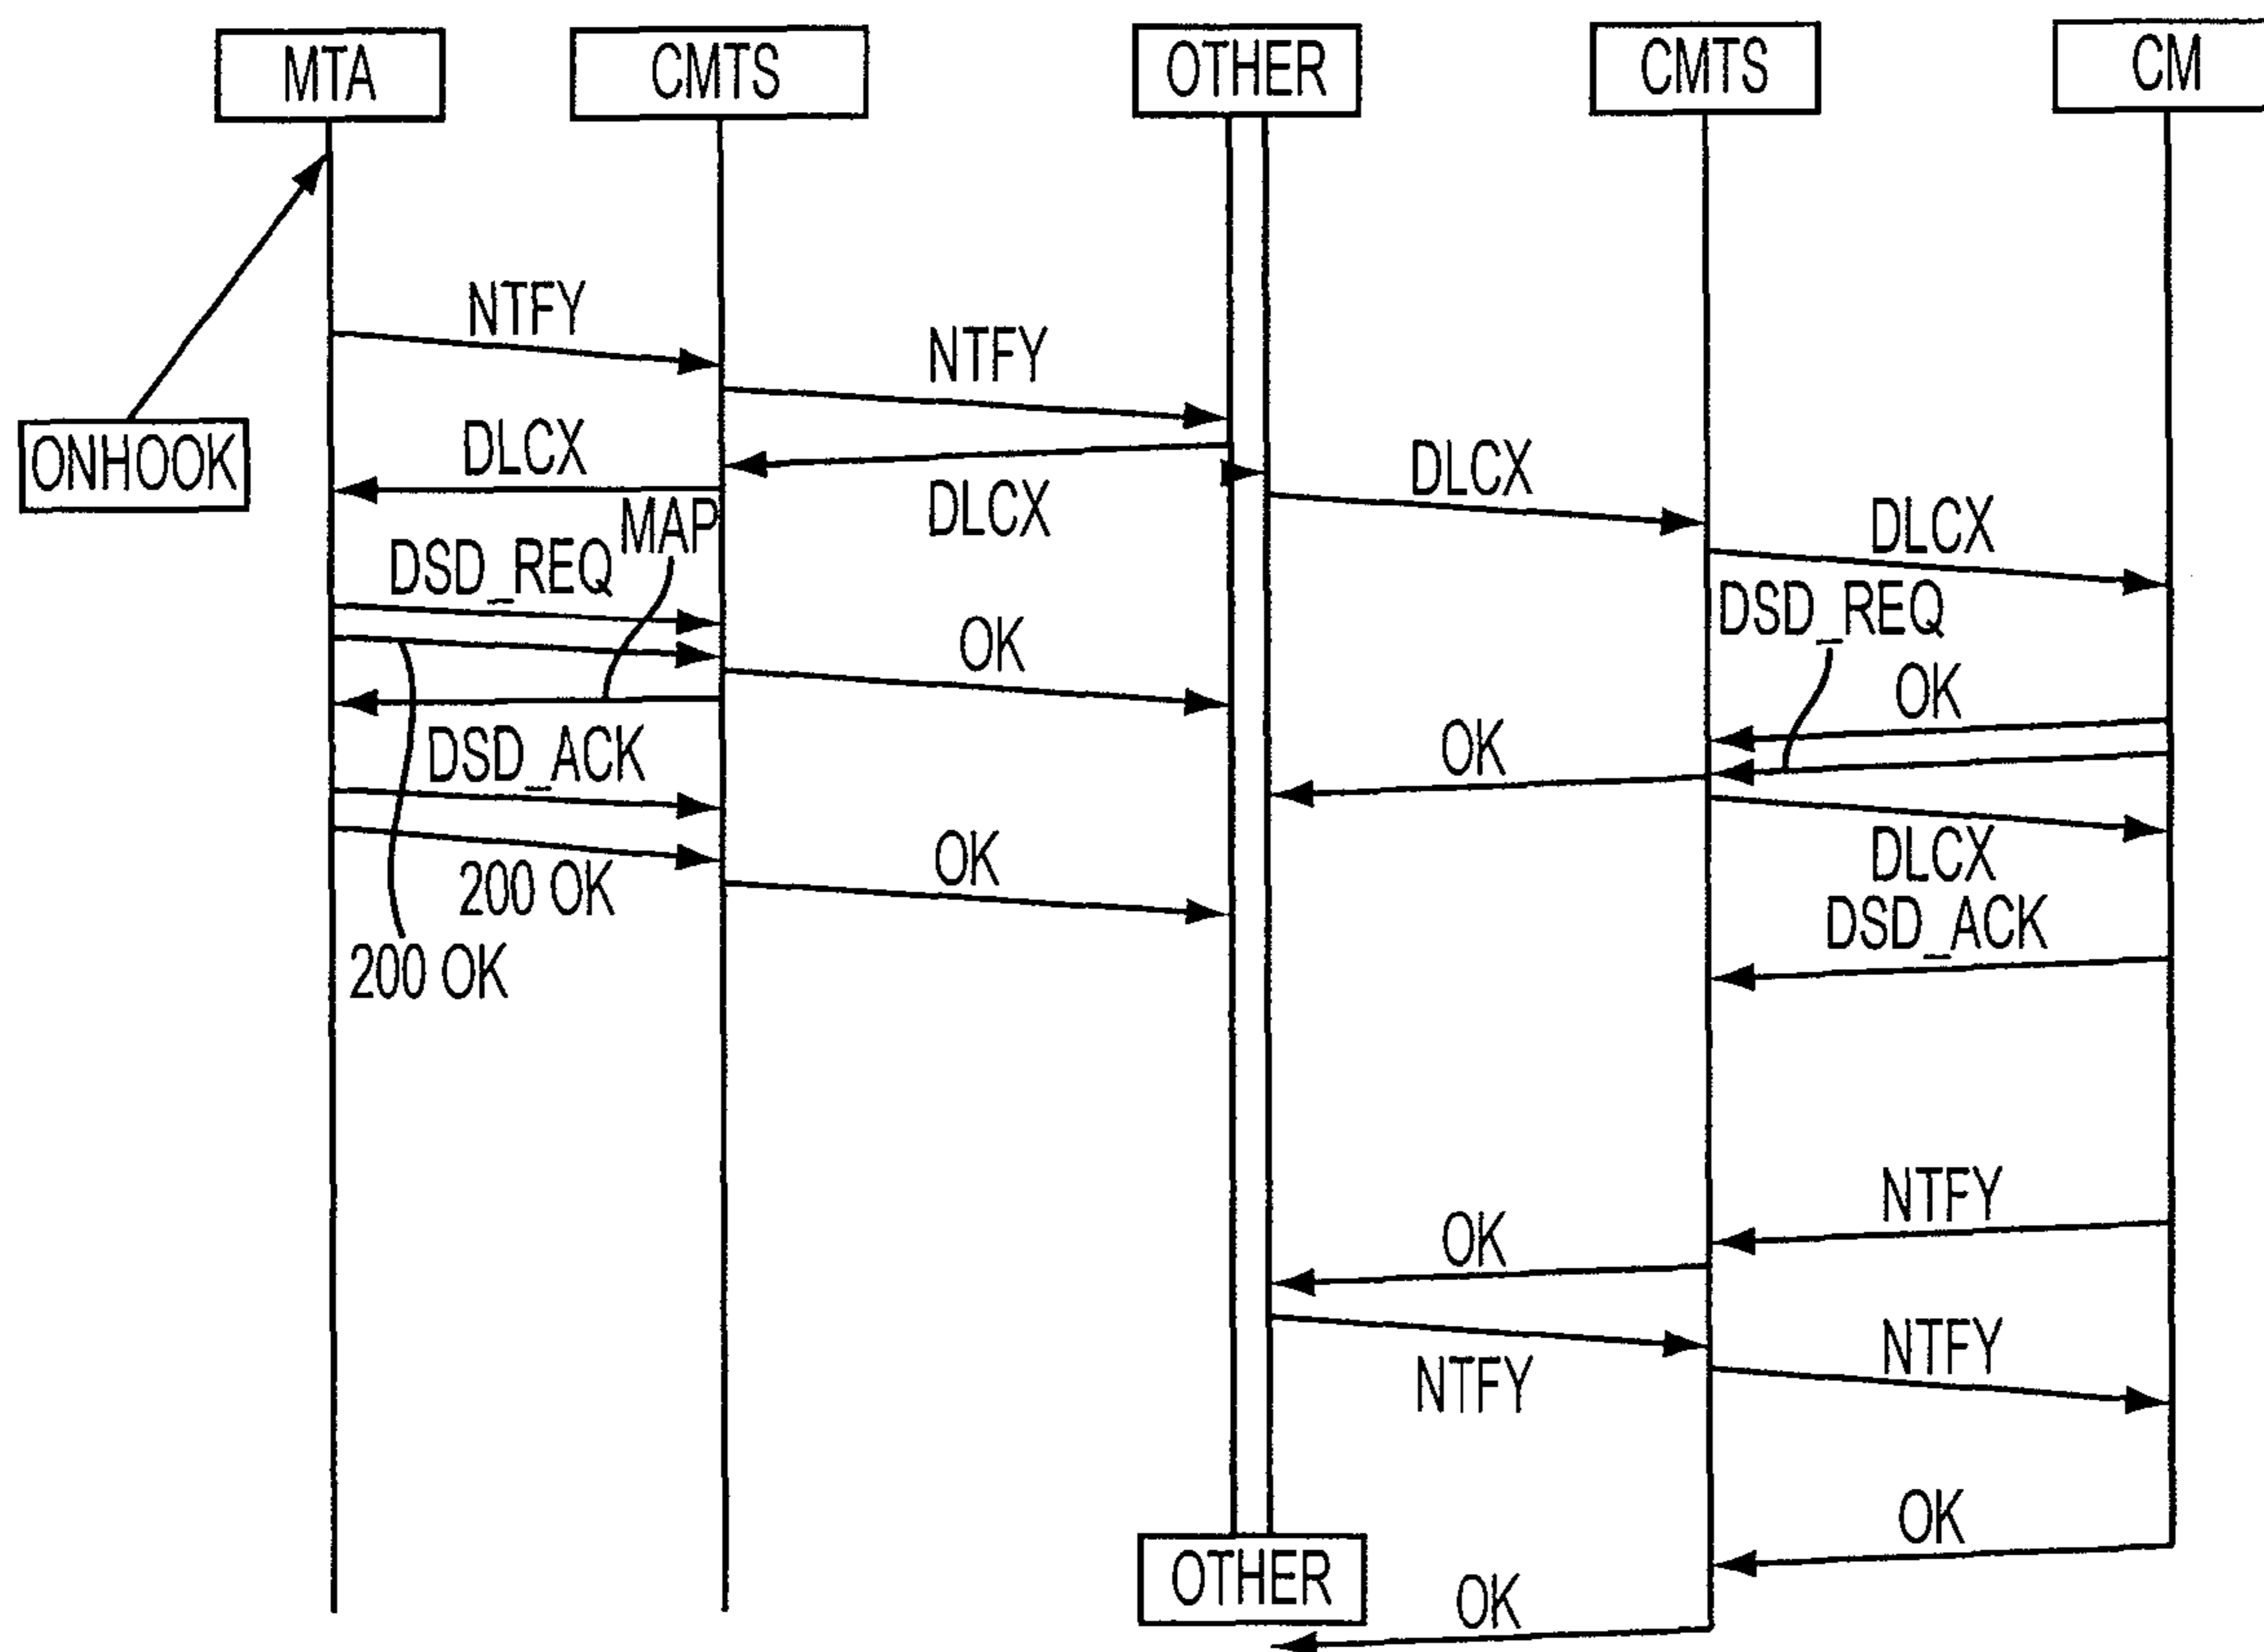 MTA
CMTS
OTHER
CMTS
CM
NTFY
NTFY
ONHOOK
DLCX
DLCX
DLCX
DLCX
MAP
DSD_REQ
DSD_REQ
OK
OK
OK
DSD_ACK
DLCX
OK
200 OK
DSD_ACK
200 OK
NTFY
OK
NTFY
NTFY
OK
OTHER
OK